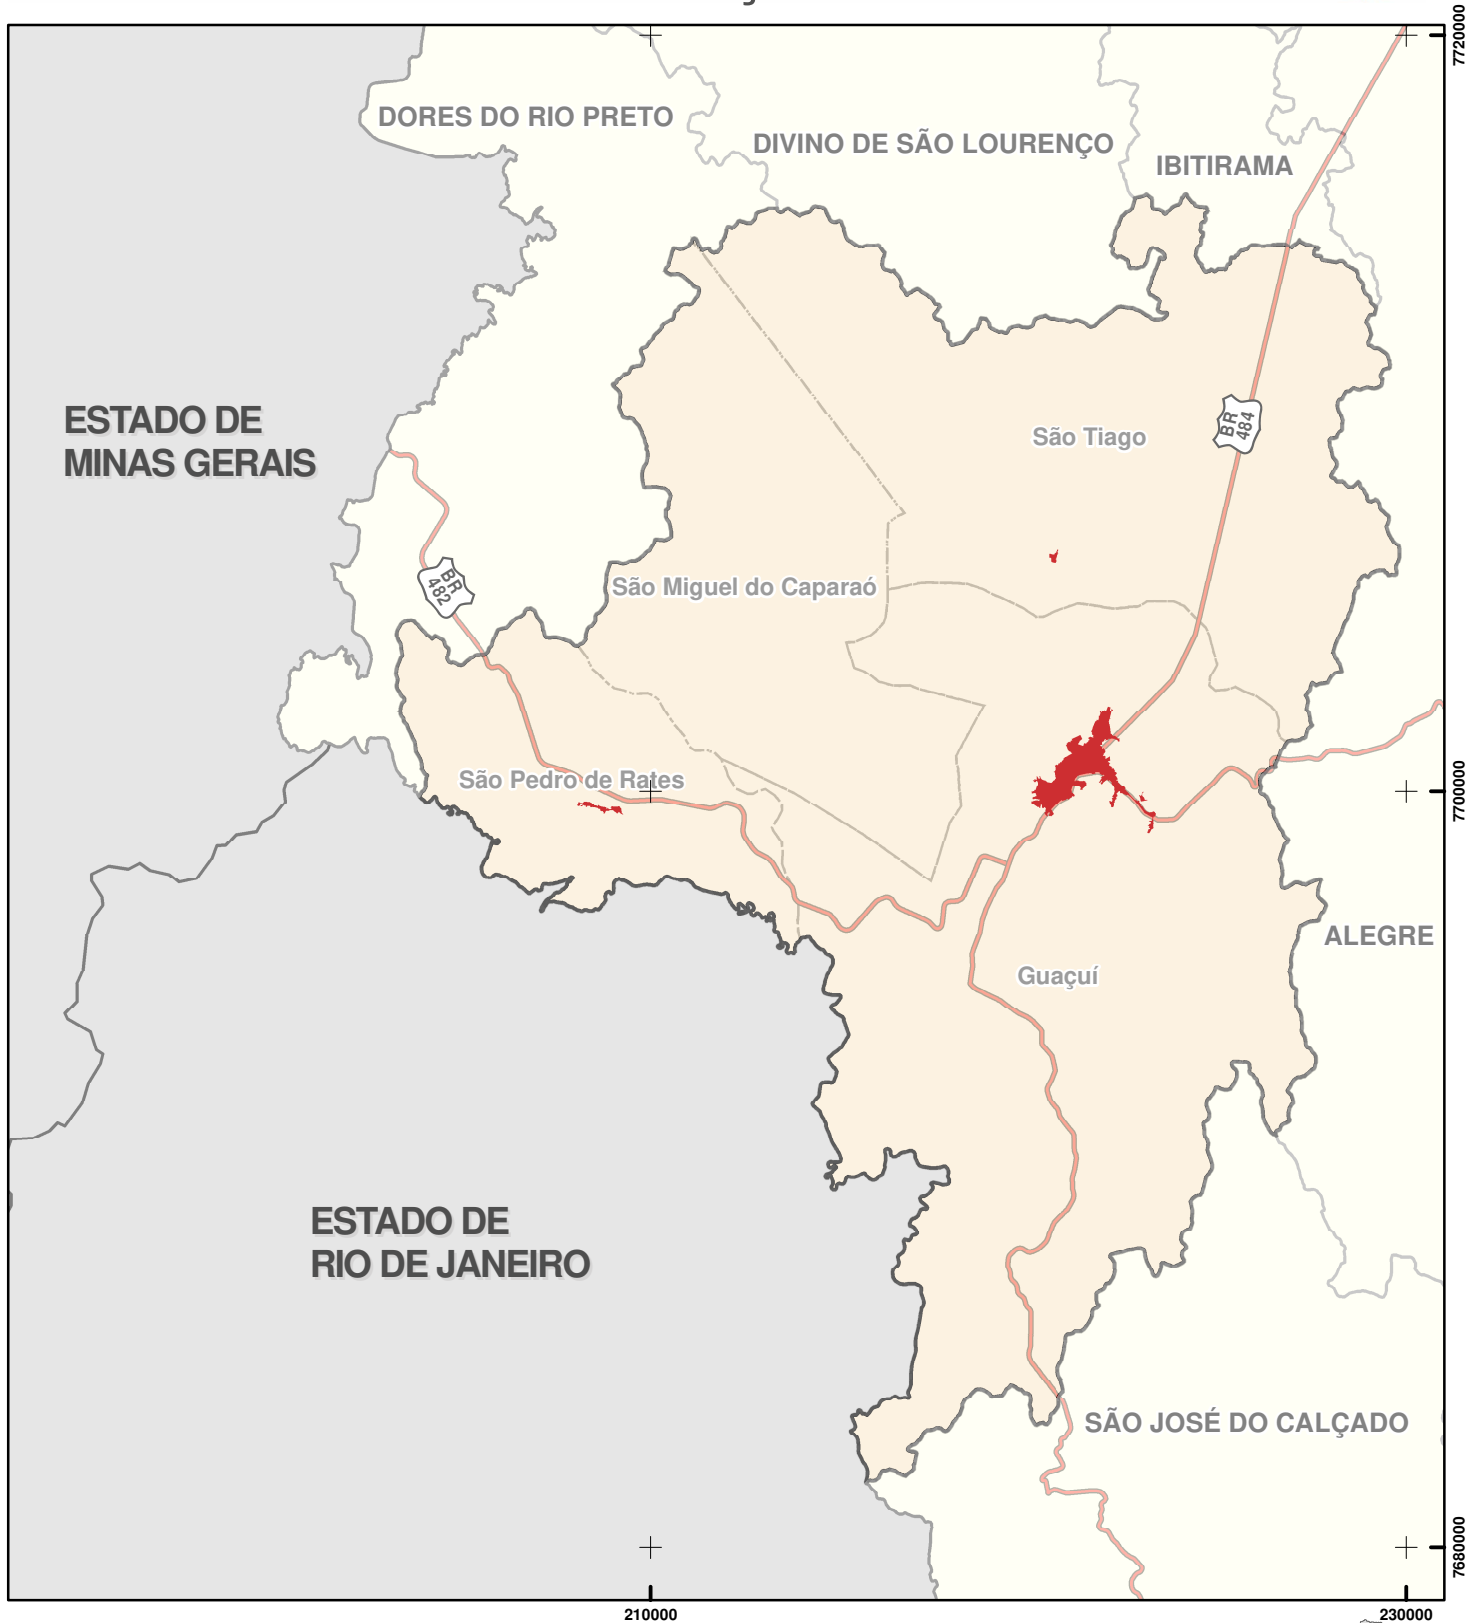 7720000
DORES DO RIO PRETO
DIVINO DE SÃO LOURENÇO
IBITIRAMA
ESTADO DE
MINAS GERAIS
São Tiago
BR
484
São Miguel do Caparaó
BR
482
São Pedro de Rates
7700000
ALEGRE
Guaçuí
ESTADO DE
RIO DE JANEIRO
SÃO JOSÉ DO CALÇADO
7680000
210000
230000